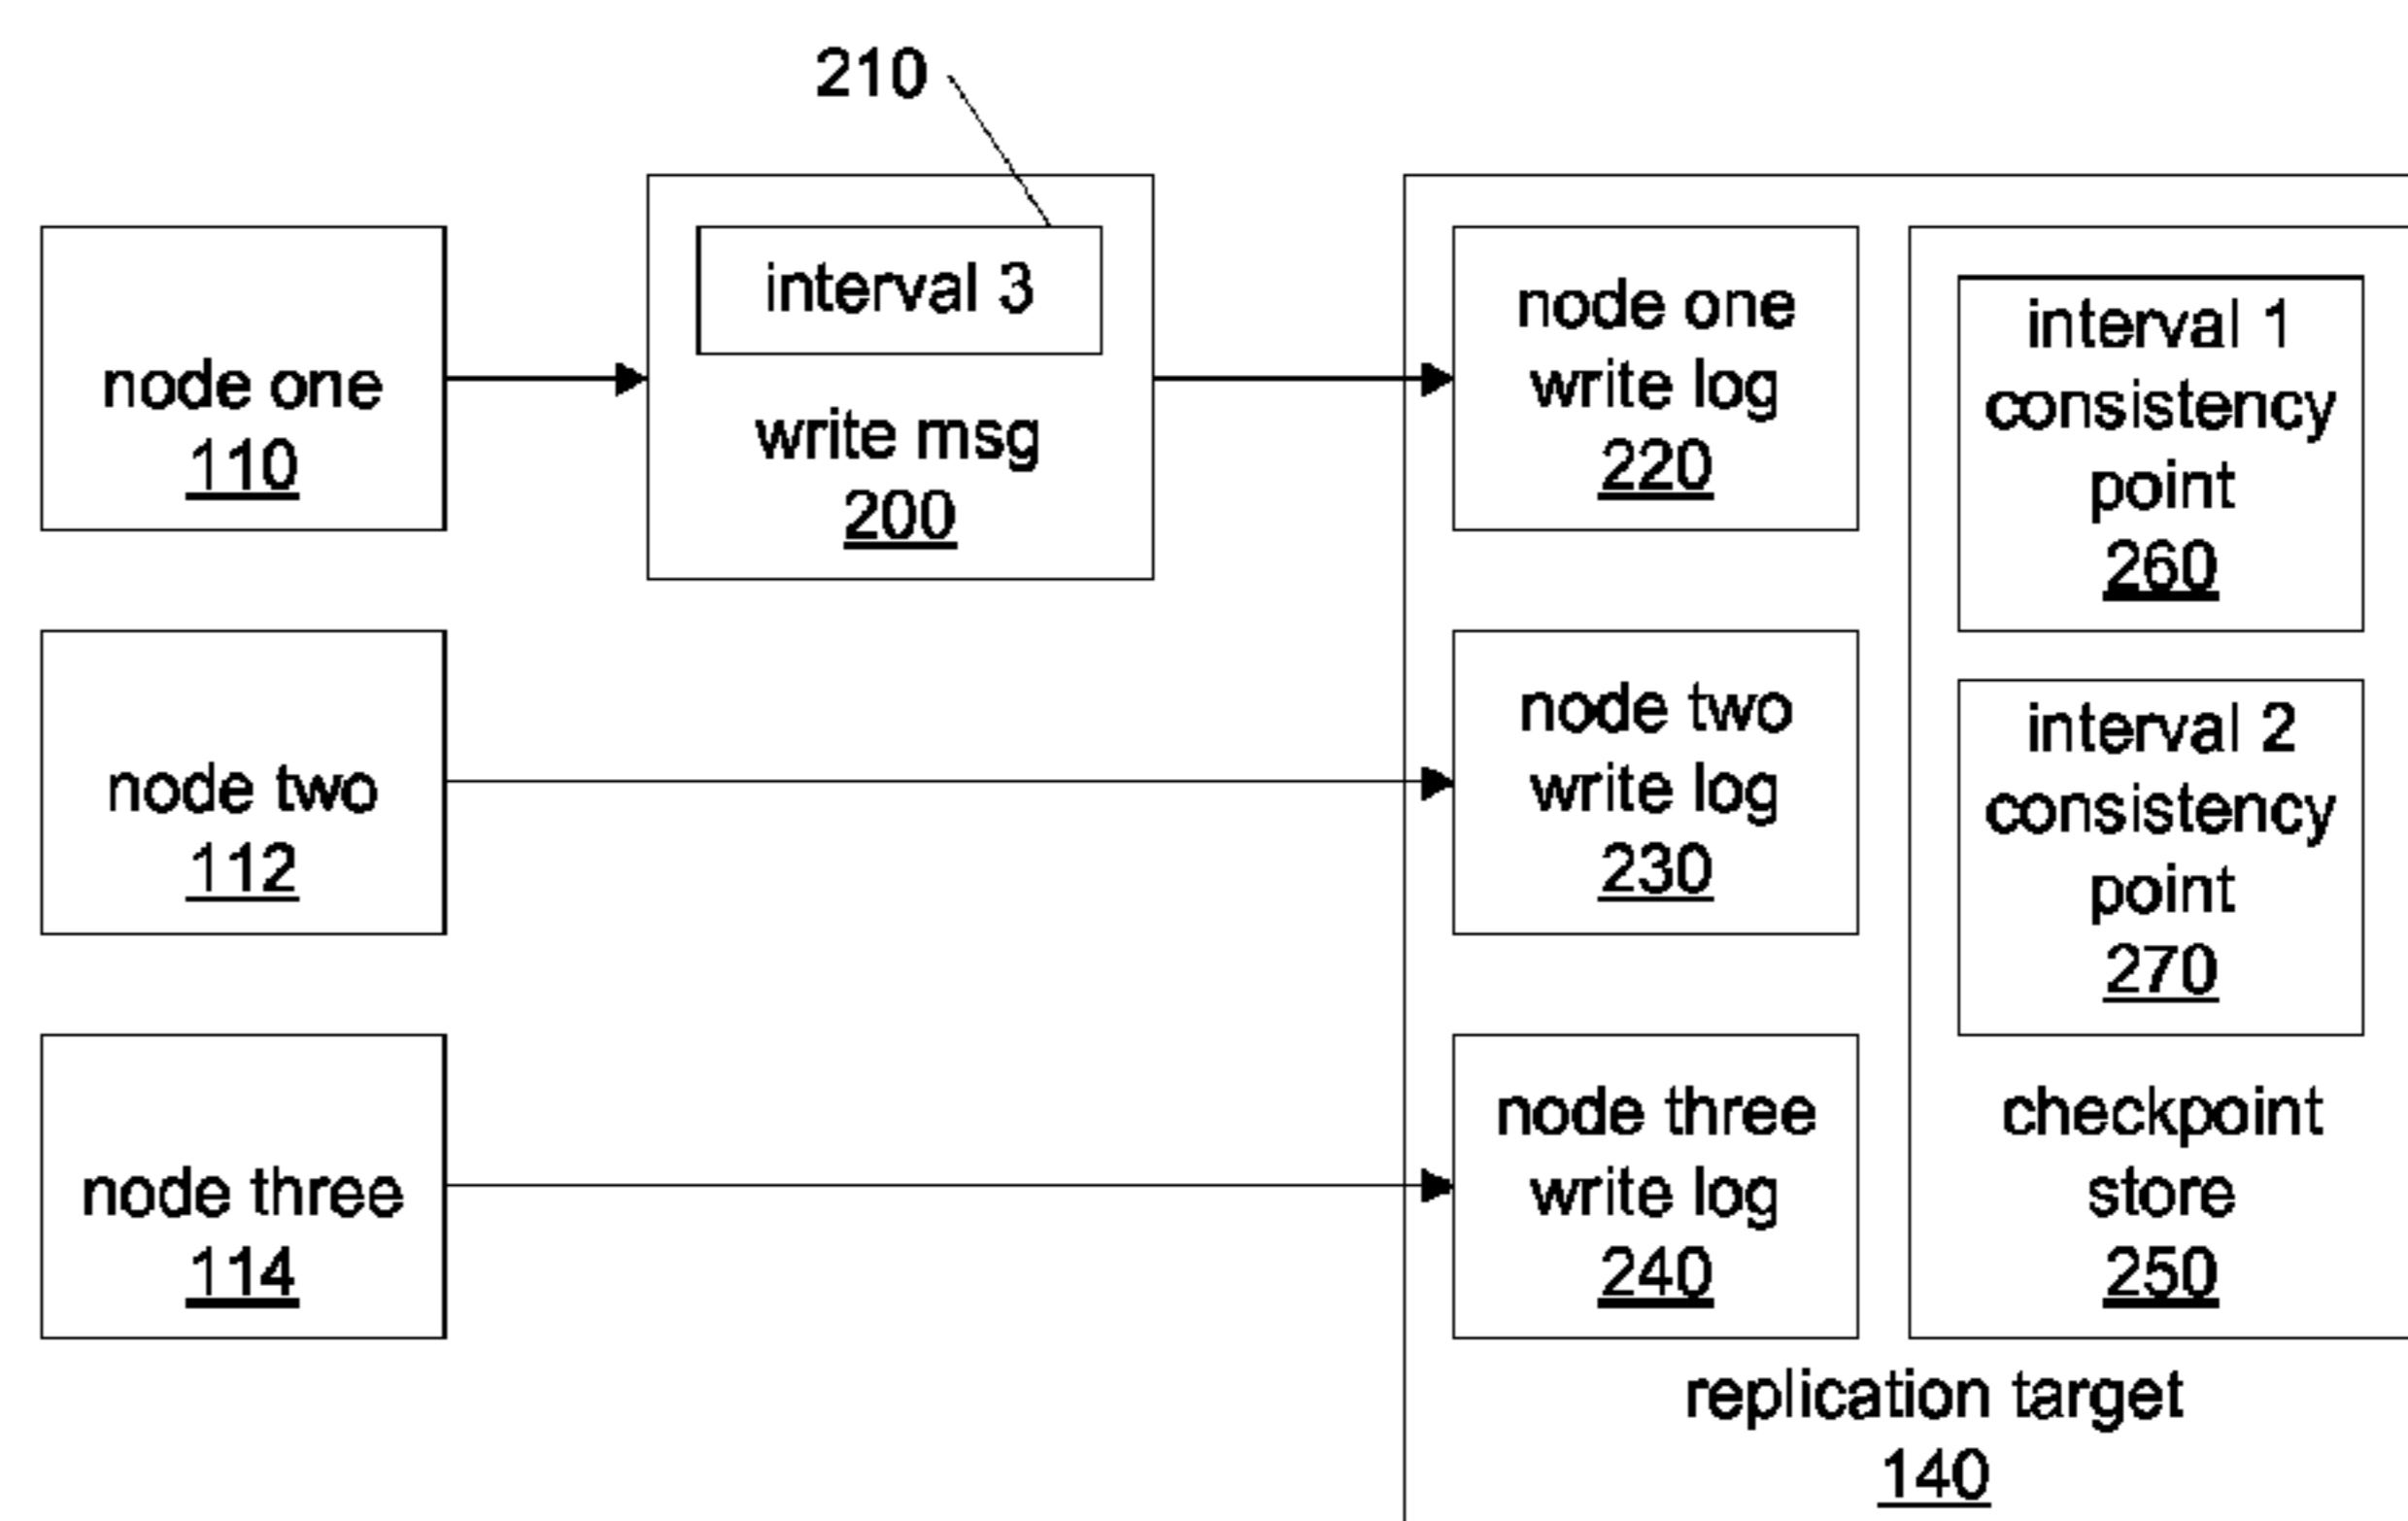 210
node one
110
interval 3
write msg
200
node one
write log
220
interval 1
consistency
point
260
node two
112
node two
write log
230
interval 2
consistency
point
270
node three
114
node three
write log
240
checkpoint
store
250
replication target
140